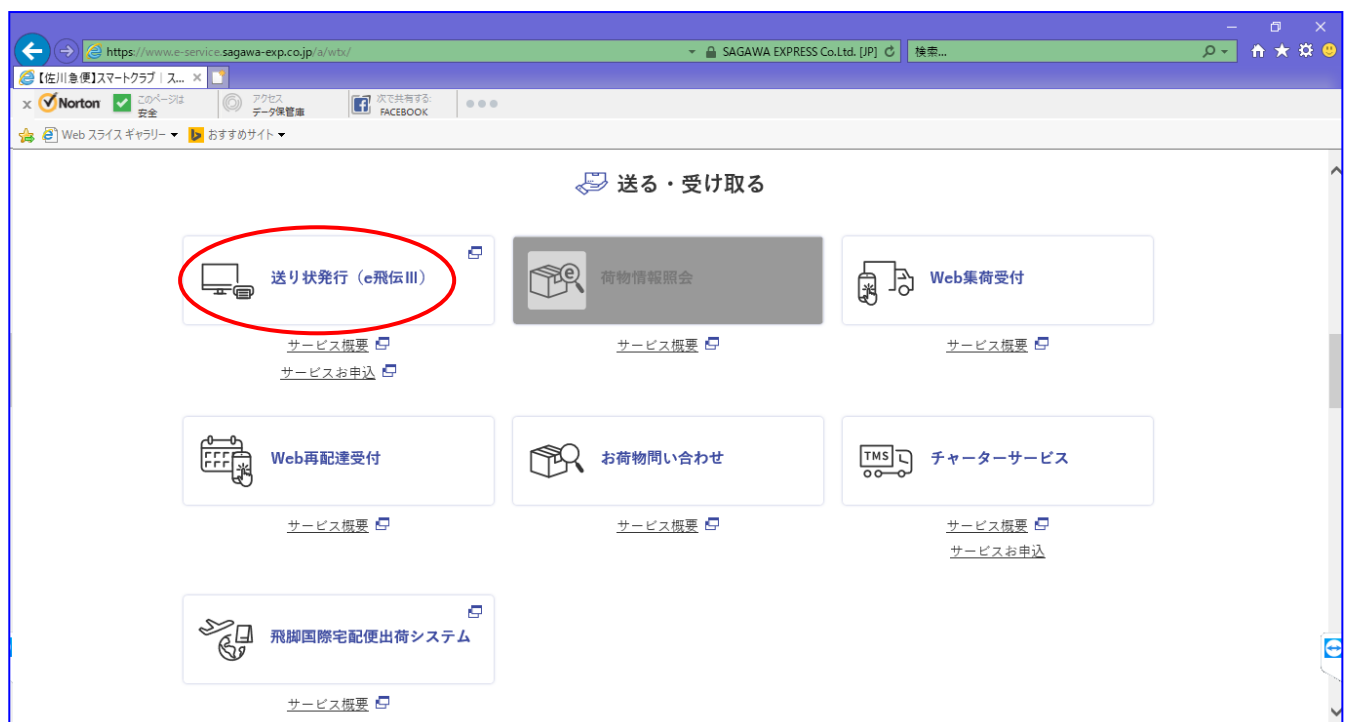 https://www.e-service.sagawa-exp.co.jp/a/wtx/
SAGAWA EXPRESS Co.Ltd. [JP]
検索...
【佐川急便】スマートクラブ｜ス...
Norton
このページは
安全
アクセス
データ保管庫
次で共有する:
FACEBOOK
Web スライス ギャラリー
おすすめサイト
送る・受け取る
送り状発行（e飛伝Ⅲ）
荷物情報照会
Web集荷受付
サービス概要
サービス概要
サービス概要
サービスお申込
Web再配達受付
お荷物問い合わせ
TMS
チャーターサービス
サービス概要
サービス概要
サービス概要
サービスお申込
飛脚国際宅配便出荷システム
サービス概要